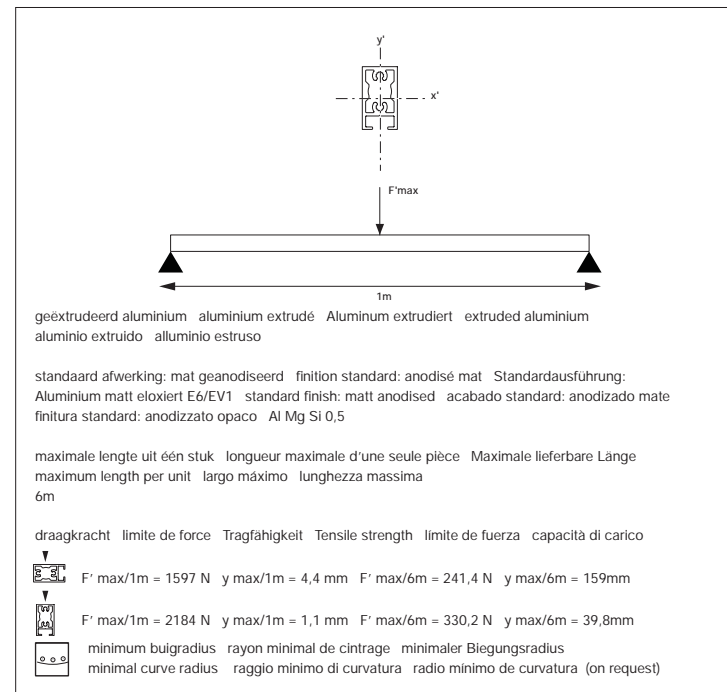 y'
x'
F'max
1m
geëxtrudeerd aluminium aluminium extrudé Aluminum extrudiert extruded aluminium
aluminio extruido alluminio estruso
standaard afwerking: mat geanodiseerd finition standard: anodisé mat Standardausführung:
Aluminium matt eloxiert E6/EV1 standard finish: matt anodised acabado standard: anodizado mate
finitura standard: anodizzato opaco Al Mg Si 0,5
maximale lengte uit één stuk longueur maximale d'une seule pièce Maximale lieferbare Länge
maximum length per unit largo máximo lunghezza massima
6m
draagkracht limite de force Tragfähigkeit Tensile strength límite de fuerza capacità di carico
F' max/1m = 1597 N y max/1m = 4,4 mm F' max/6m = 241,4 N y max/6m = 159mm
F' max/1m = 2184 N y max/1m = 1,1 mm F' max/6m = 330,2 N y max/6m = 39,8mm
minimum buigradius rayon minimal de cintrage minimaler Biegungsradius
minimal curve radius raggio minimo di curvatura radio mínimo de curvatura (on request)